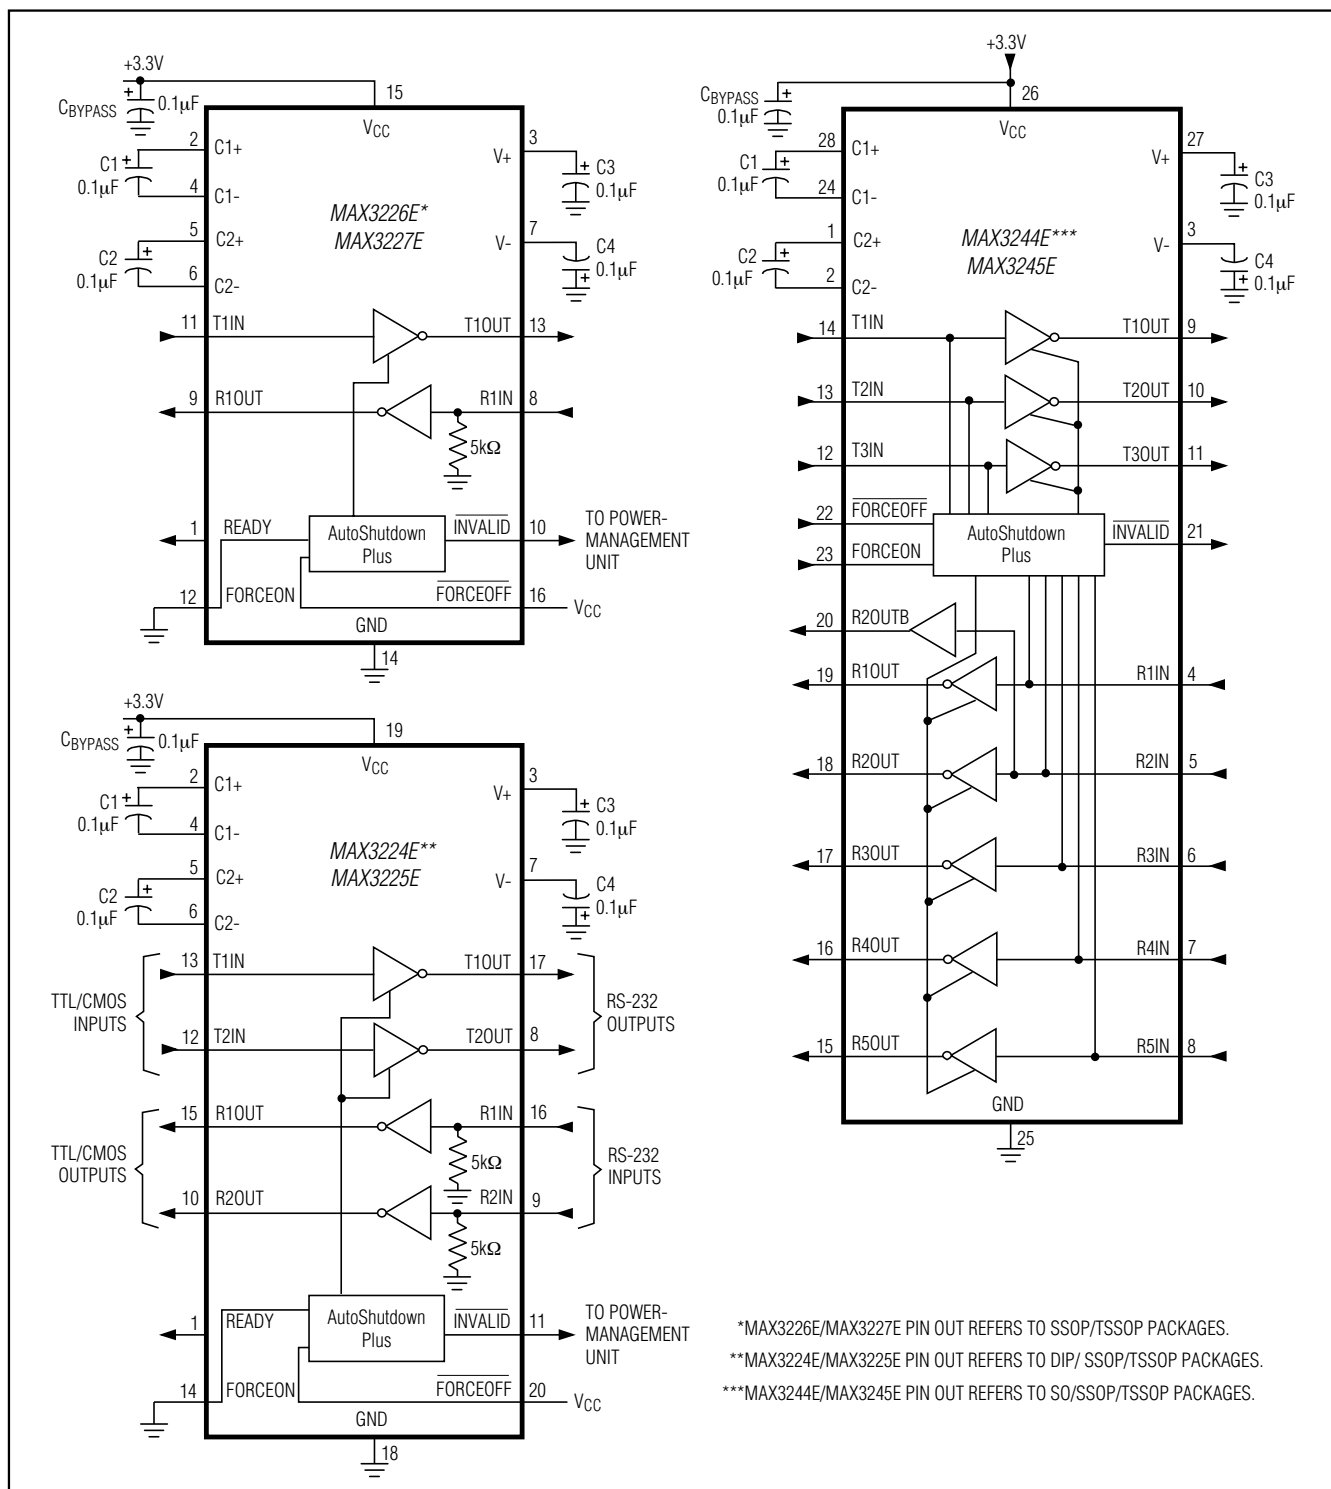 +3.3V
CBYPASS
0.1μF
15
VCC
2
C1+
C1
0.1μF
4
C1-
5
C2+
C2
0.1μF
6
C2-
3
V+
C3
0.1μF
7
V-
C4
0.1μF
MAX3226E*
MAX3227E
11
T1IN
T1OUT
13
9
R1OUT
R1IN
8
5kΩ
1
READY
AutoShutdown
Plus
INVALID
10
TO POWER-
MANAGEMENT
UNIT
12
FORCEON
FORCEOFF
16
VCC
GND
14
+3.3V
CBYPASS
0.1μF
19
VCC
2
C1+
C1
0.1μF
4
C1-
5
C2+
C2
0.1μF
6
C2-
3
V+
C3
0.1μF
7
V-
C4
0.1μF
MAX3224E**
MAX3225E
TTL/CMOS
INPUTS
13
T1IN
T1OUT
17
12
T2IN
T2OUT
8
RS-232
OUTPUTS
TTL/CMOS
OUTPUTS
15
R1OUT
R1IN
16
5kΩ
10
R2OUT
R2IN
9
5kΩ
RS-232
INPUTS
1
READY
AutoShutdown
Plus
INVALID
11
TO POWER-
MANAGEMENT
UNIT
14
FORCEON
FORCEOFF
20
VCC
GND
18
+3.3V
CBYPASS
0.1μF
26
VCC
28
C1+
C1
0.1μF
24
C1-
1
C2+
C2
0.1μF
2
C2-
27
V+
C3
0.1μF
3
V-
C4
0.1μF
MAX3244E***
MAX3245E
14
T1IN
T1OUT
9
13
T2IN
T2OUT
10
12
T3IN
T3OUT
11
22
FORCEOFF
23
FORCEON
AutoShutdown
Plus
INVALID
21
20
R2OUTB
19
R1OUT
R1IN
4
18
R2OUT
R2IN
5
17
R3OUT
R3IN
6
16
R4OUT
R4IN
7
15
R5OUT
R5IN
8
GND
25
*MAX3226E/MAX3227E PIN OUT REFERS TO SSOP/TSSOP PACKAGES.
**MAX3224E/MAX3225E PIN OUT REFERS TO DIP/ SSOP/TSSOP PACKAGES.
***MAX3244E/MAX3245E PIN OUT REFERS TO SO/SSOP/TSSOP PACKAGES.